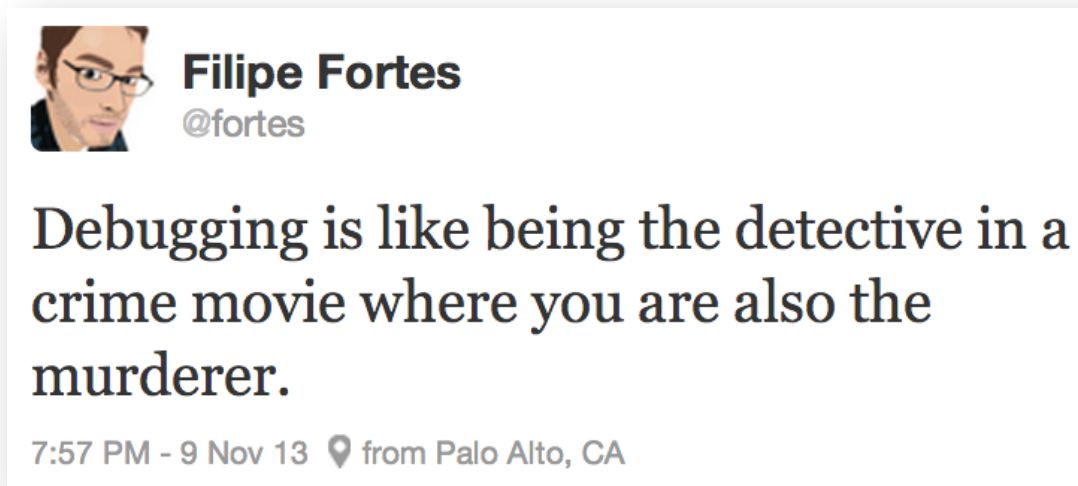 Filipe Fortes
@fortes
Debugging is like being the detective in a
crime movie where you are also the
murderer.
7:57 PM - 9 Nov 13 from Palo Alto, CA